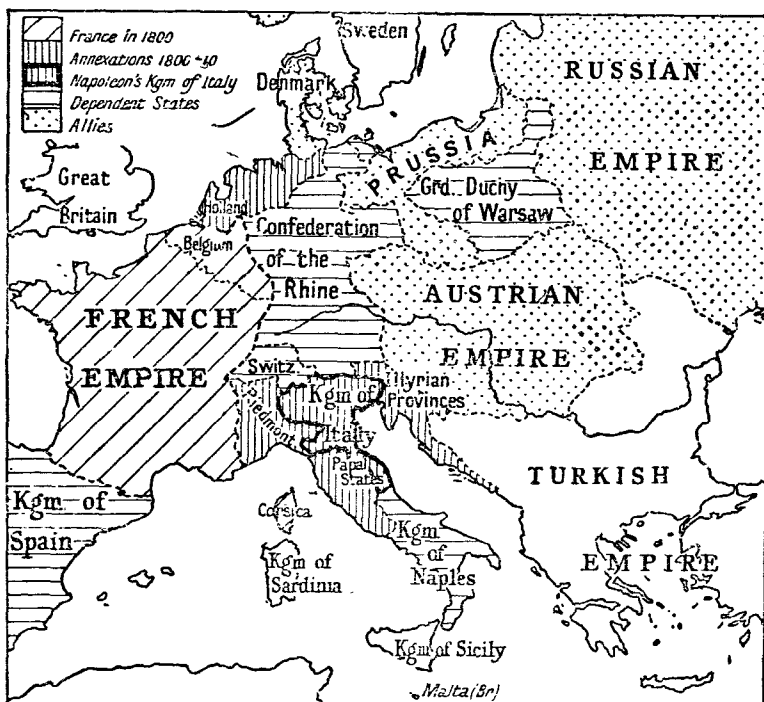 France in 1800
Annexations 1800-10
Napoleon's Kgm of Italy
Dependent States
Allies
Sweden
RUSSIAN
EMPIRE
Denmark
PRUSSIA
Great
Britain
Holland
Grd. Duchy
of Warsaw
Belgium
Confederation
of the
Rhine
FRENCH
EMPIRE
AUSTRIAN
EMPIRE
Switz
Illyrian
Provinces
Piedmont
Kgm of
Italy
Papal
States
TURKISH
EMPIRE
Kgm of
Spain
Corsica
Kgm of
Sardinia
Kgm
of
Naples
Kgm of Sicily
Malta (Br)